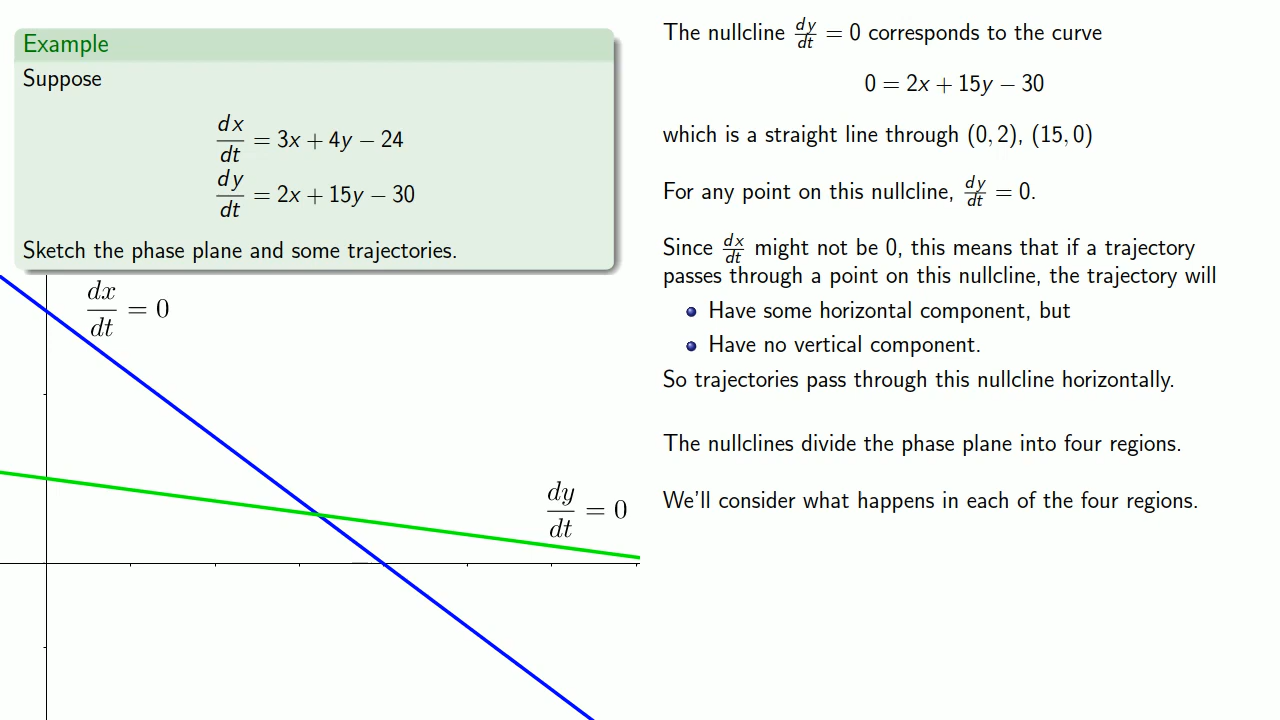 Example
Suppose
dx/dt = 3x + 4y − 24
dy/dt = 2x + 15y − 30
Sketch the phase plane and some trajectories.
dx/dt = 0
dy/dt = 0
The nullcline dy/dt = 0 corresponds to the curve
0 = 2x + 15y − 30
which is a straight line through (0, 2), (15, 0)
For any point on this nullcline, dy/dt = 0.
Since dx/dt might not be 0, this means that if a trajectory
passes through a point on this nullcline, the trajectory will
Have some horizontal component, but
Have no vertical component.
So trajectories pass through this nullcline horizontally.
The nullclines divide the phase plane into four regions.
We'll consider what happens in each of the four regions.